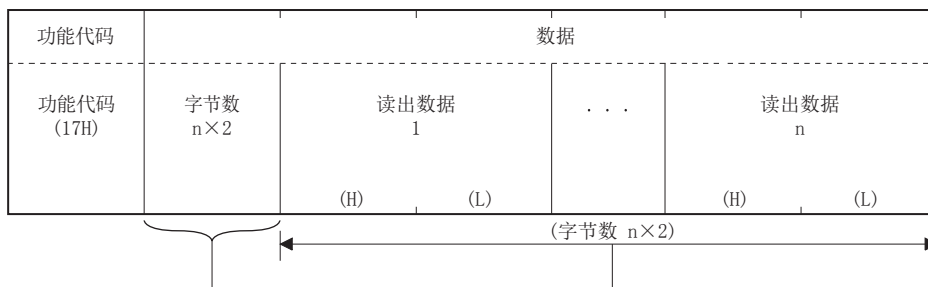 功能代码 数据
功能代码 字节数 读出数据 . . . 读出数据
(17H) n×2 1 n
(H) (L) (H) (L)
(字节数 n×2)